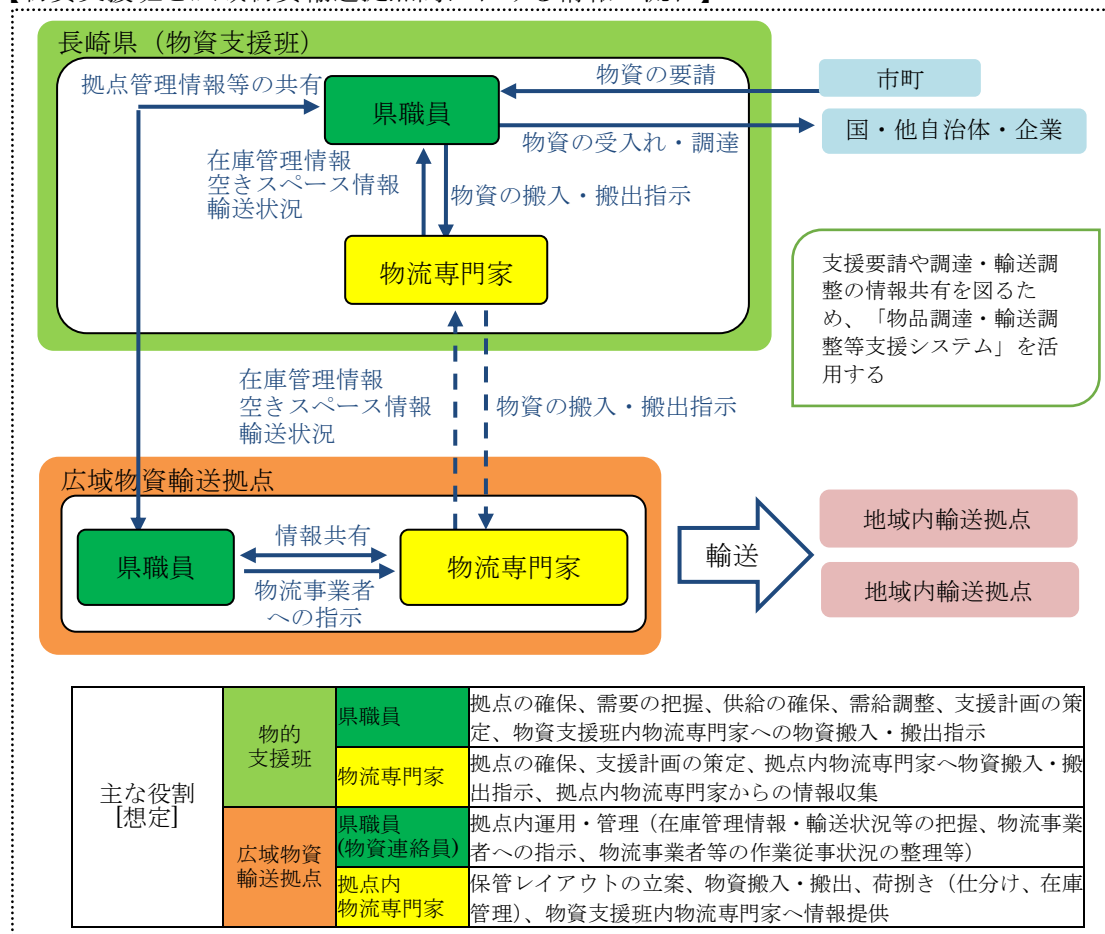 長崎県（物資支援班）
拠点管理情報等の共有
県職員
物資の要請
市町
国・他自治体・企業
物資の受入れ・調達
在庫管理情報
空きスペース情報
輸送状況
物資の搬入・搬出指示
物流専門家
支援要請や調達・輸送調
整の情報共有を図るた
め、「物品調達・輸送調
整等支援システム」を活
用する
在庫管理情報
空きスペース情報
輸送状況
物資の搬入・搬出指示
広域物資輸送拠点
県職員
情報共有
物流事業者
への指示
物流専門家
輸送
地域内輸送拠点
地域内輸送拠点
主な役割
[想定]
物的
支援班
県職員
拠点の確保、需要の把握、供給の確保、需給調整、支援計画の策
定、物資支援班内物流専門家への物資搬入・搬出指示
物流専門家
拠点の確保、支援計画の策定、拠点内物流専門家へ物資搬入・搬
出指示、拠点内物流専門家からの情報収集
広域物資
輸送拠点
県職員
(物資連絡員)
拠点内運用・管理（在庫管理情報・輸送状況等の把握、物流事業
者への指示、物流事業者等の作業従事状況の整理等）
拠点内
物流専門家
保管レイアウトの立案、物資搬入・搬出、荷捌き（仕分け、在庫
管理）、物資支援班内物流専門家へ情報提供